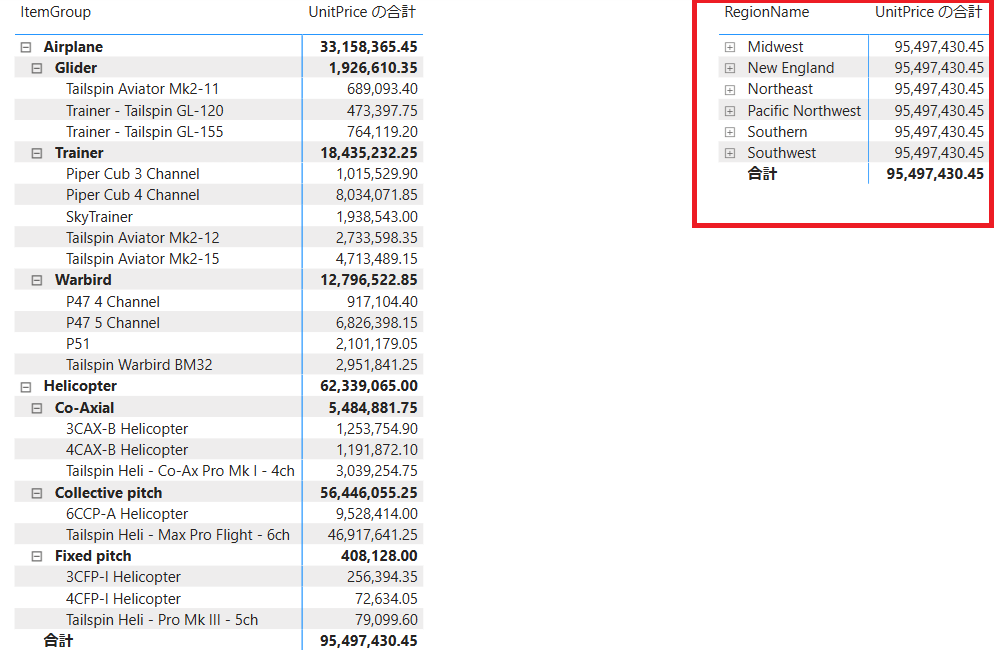 ItemGroup UnitPrice の合計
Airplane 33,158,365.45
Glider 1,926,610.35
Tailspin Aviator Mk2-11 689,093.40
Trainer - Tailspin GL-120 473,397.75
Trainer - Tailspin GL-155 764,119.20
Trainer 18,435,232.25
Piper Cub 3 Channel 1,015,529.90
Piper Cub 4 Channel 8,034,071.85
SkyTrainer 1,938,543.00
Tailspin Aviator Mk2-12 2,733,598.35
Tailspin Aviator Mk2-15 4,713,489.15
Warbird 12,796,522.85
P47 4 Channel 917,104.40
P47 5 Channel 6,826,398.15
P51 2,101,179.05
Tailspin Warbird BM32 2,951,841.25
Helicopter 62,339,065.00
Co-Axial 5,484,881.75
3CAX-B Helicopter 1,253,754.90
4CAX-B Helicopter 1,191,872.10
Tailspin Heli - Co-Ax Pro Mk I - 4ch 3,039,254.75
Collective pitch 56,446,055.25
6CCP-A Helicopter 9,528,414.00
Tailspin Heli - Max Pro Flight - 6ch 46,917,641.25
Fixed pitch 408,128.00
3CFP-I Helicopter 256,394.35
4CFP-I Helicopter 72,634.05
Tailspin Heli - Pro Mk III - 5ch 79,099.60
合計 95,497,430.45
RegionName UnitPrice の合計
Midwest 95,497,430.45
New England 95,497,430.45
Northeast 95,497,430.45
Pacific Northwest 95,497,430.45
Southern 95,497,430.45
Southwest 95,497,430.45
合計 95,497,430.45